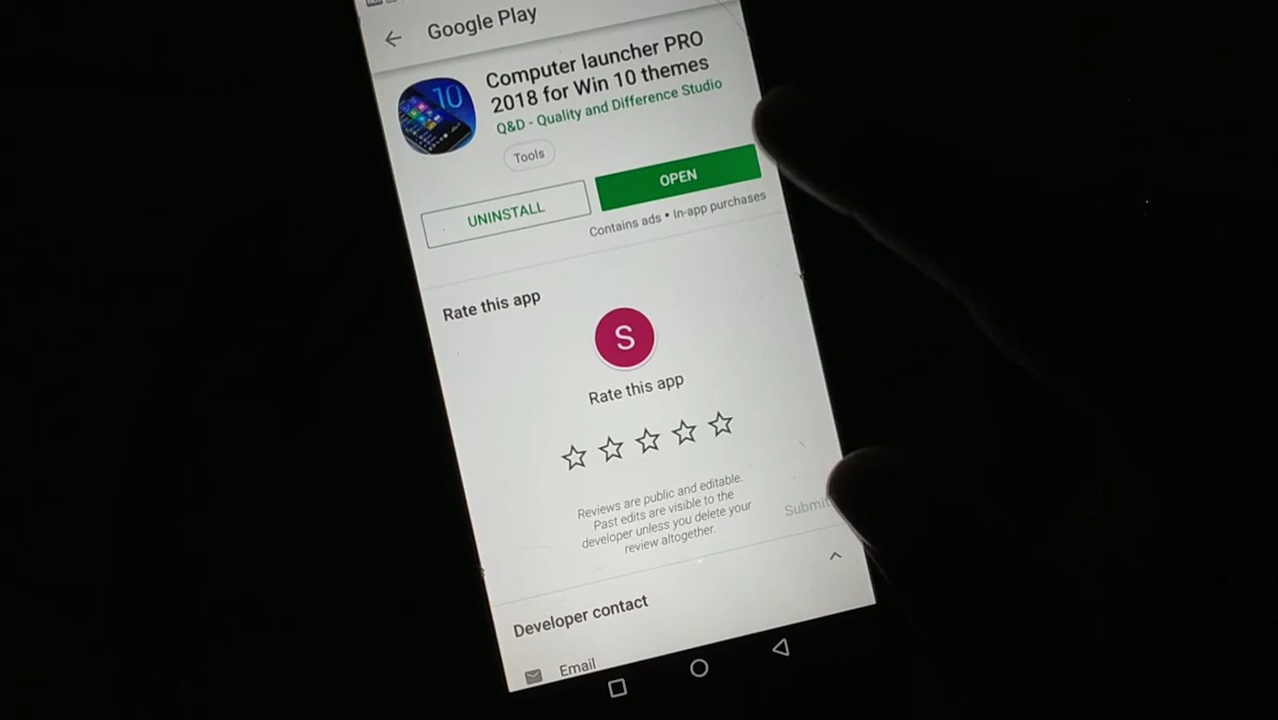 Google Play
Computer launcher PRO
2018 for Win 10 themes
Q&D - Quality and Difference Studio
10
Tools
UNINSTALL
OPEN
Contains ads • In-app purchases
Rate this app
S
Rate this app
Reviews are public and editable.
Past edits are visible to the
developer unless you delete your
review altogether.
Developer contact
Email